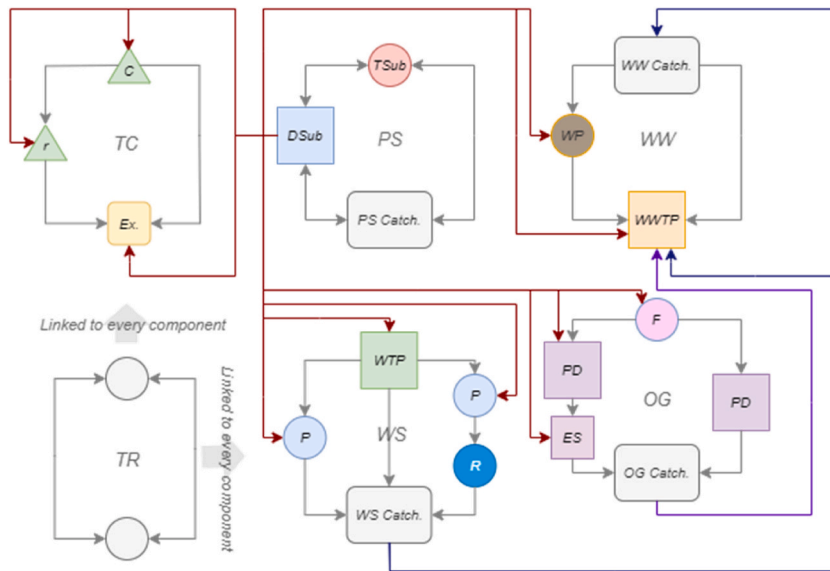 C
r
TC
Ex.
TSub
DSub
PS
PS Catch.
WW Catch.
WP
WW
WWTP
Linked to every component
TR
Linked to every component
WTP
P
P
WS
R
WS Catch.
F
PD
PD
OG
ES
OG Catch.